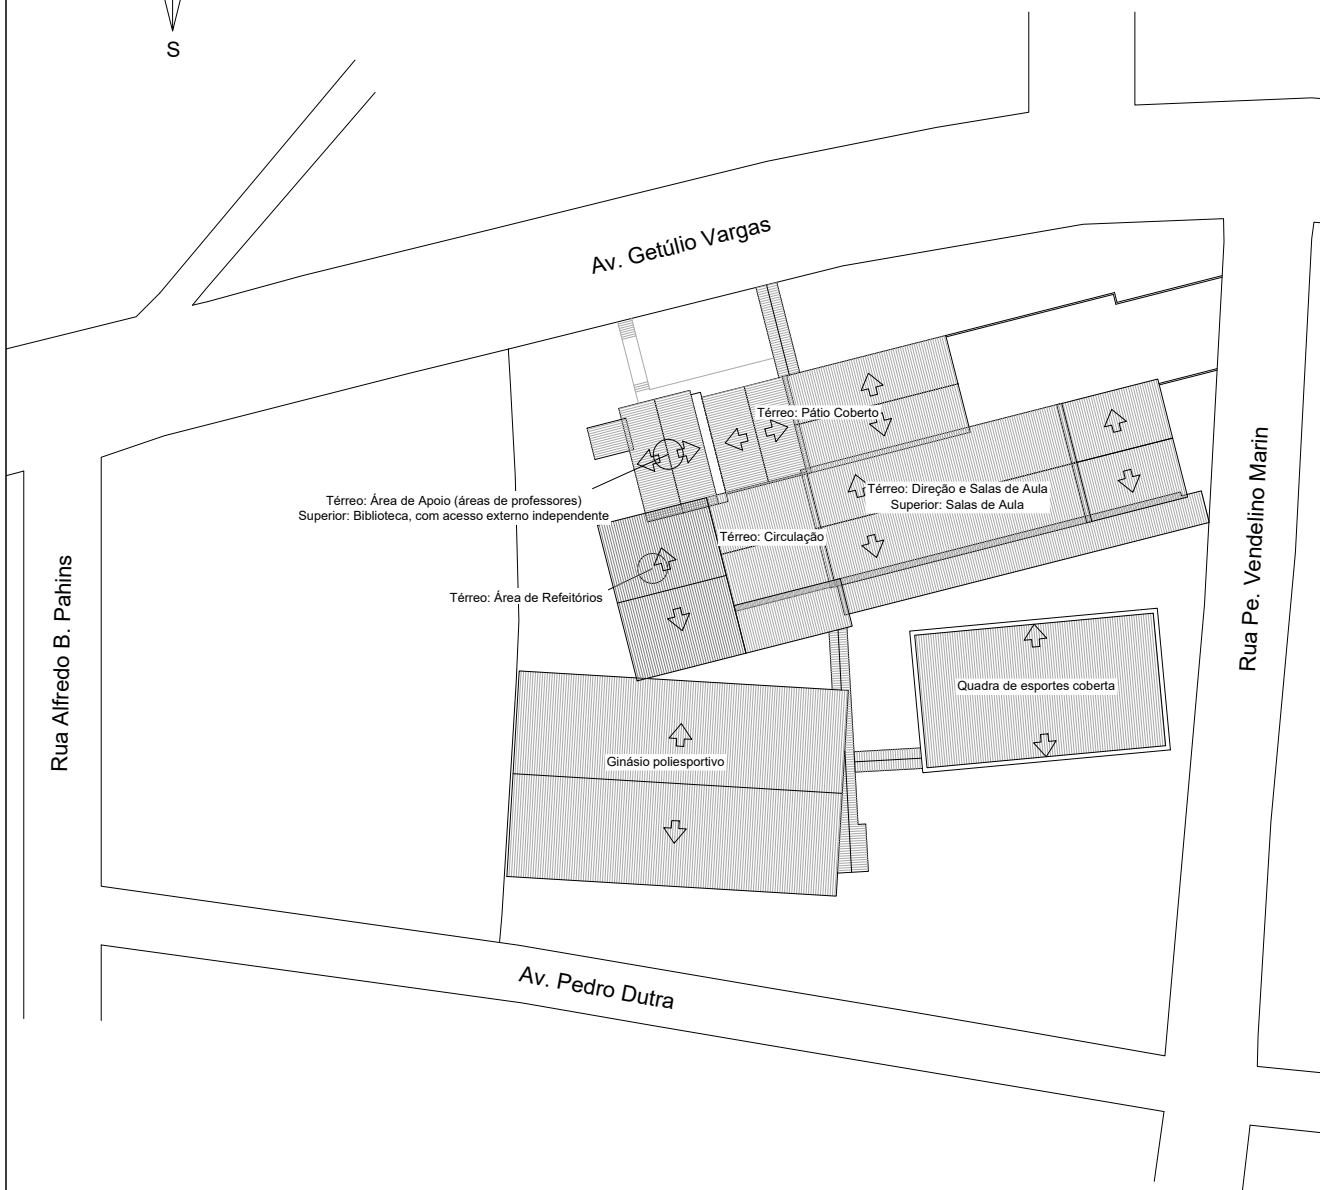 S
Av. Getúlio Vargas
Térreo: Pátio Coberto
Térreo: Direção e Salas de Aula
Superior: Salas de Aula
Térreo: Área de Apoio (áreas de professores)
Superior: Biblioteca, com acesso externo independente
Térreo: Circulação
Térreo: Área de Refeitórios
Rua Alfredo B. Pahins
Rua Pe. Vendelino Marin
Quadra de esportes coberta
Ginásio poliesportivo
Av. Pedro Dutra